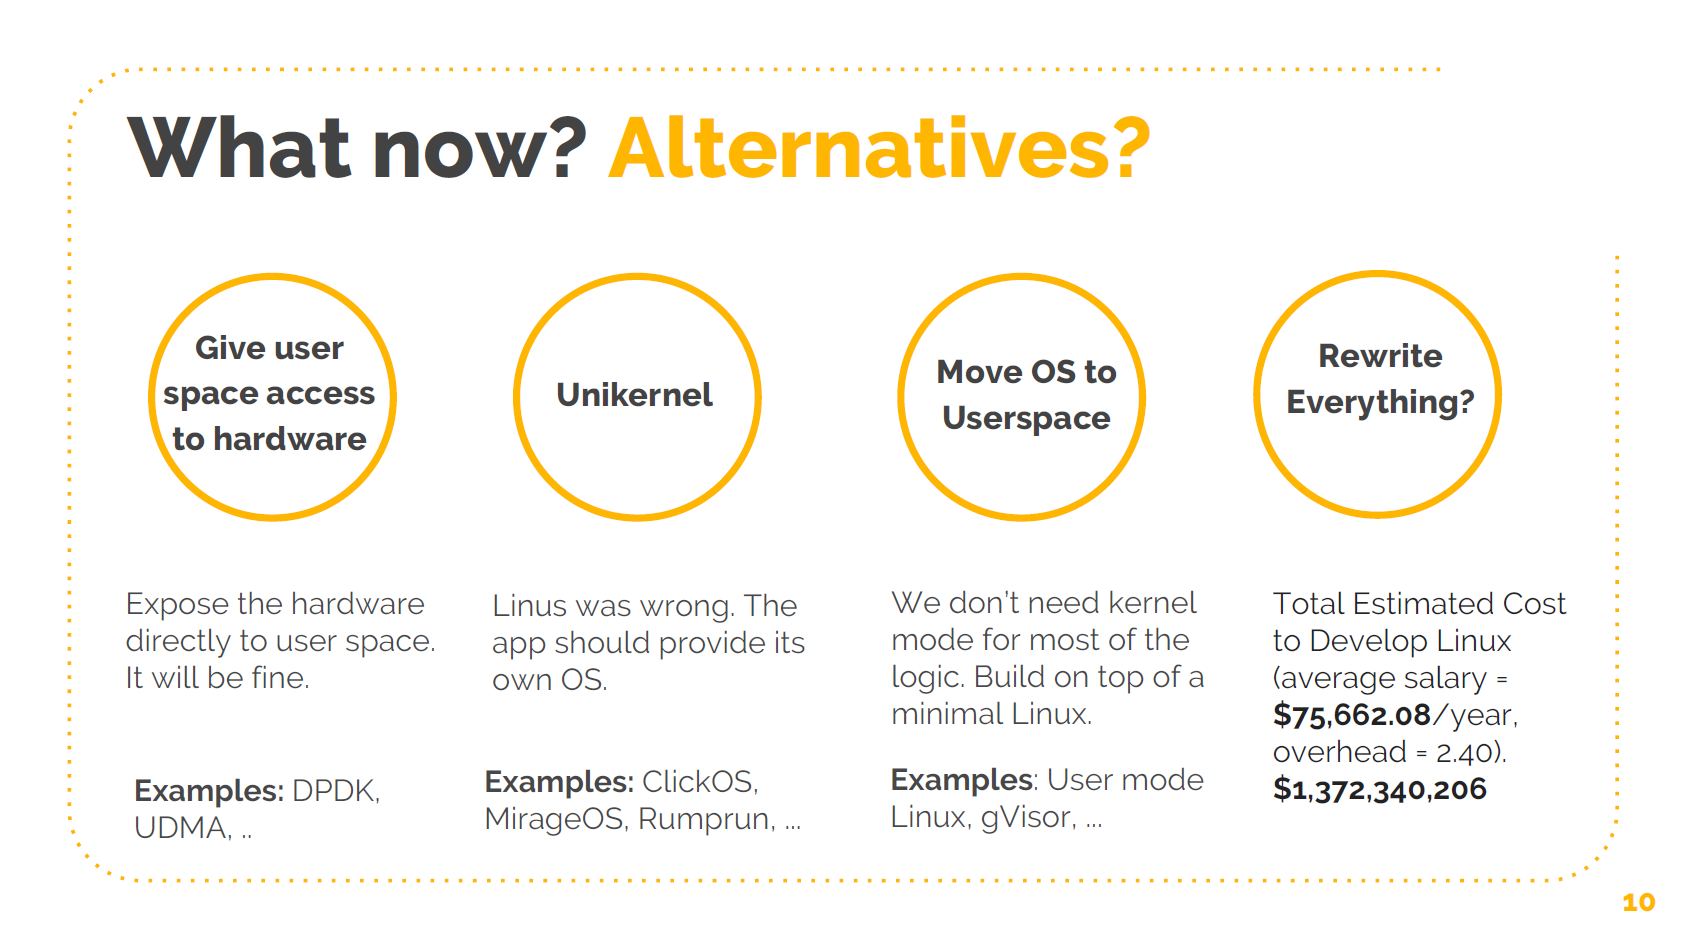 What now? Alternatives?
Give user
space access
to hardware
Expose the hardware
directly to user space.
It will be fine.
Examples: DPDK,
UDMA, ..
Unikernel
Linus was wrong. The
app should provide its
own OS.
Examples: ClickOS,
MirageOS, Rumprun, ...
Move OS to
Userspace
We don’t need kernel
mode for most of the
logic. Build on top of a
minimal Linux.
Examples: User mode
Linux, gVisor, ...
Rewrite
Everything?
Total Estimated Cost
to Develop Linux
(average salary =
$75,662.08/year,
overhead = 2.40).
$1,372,340,206
10